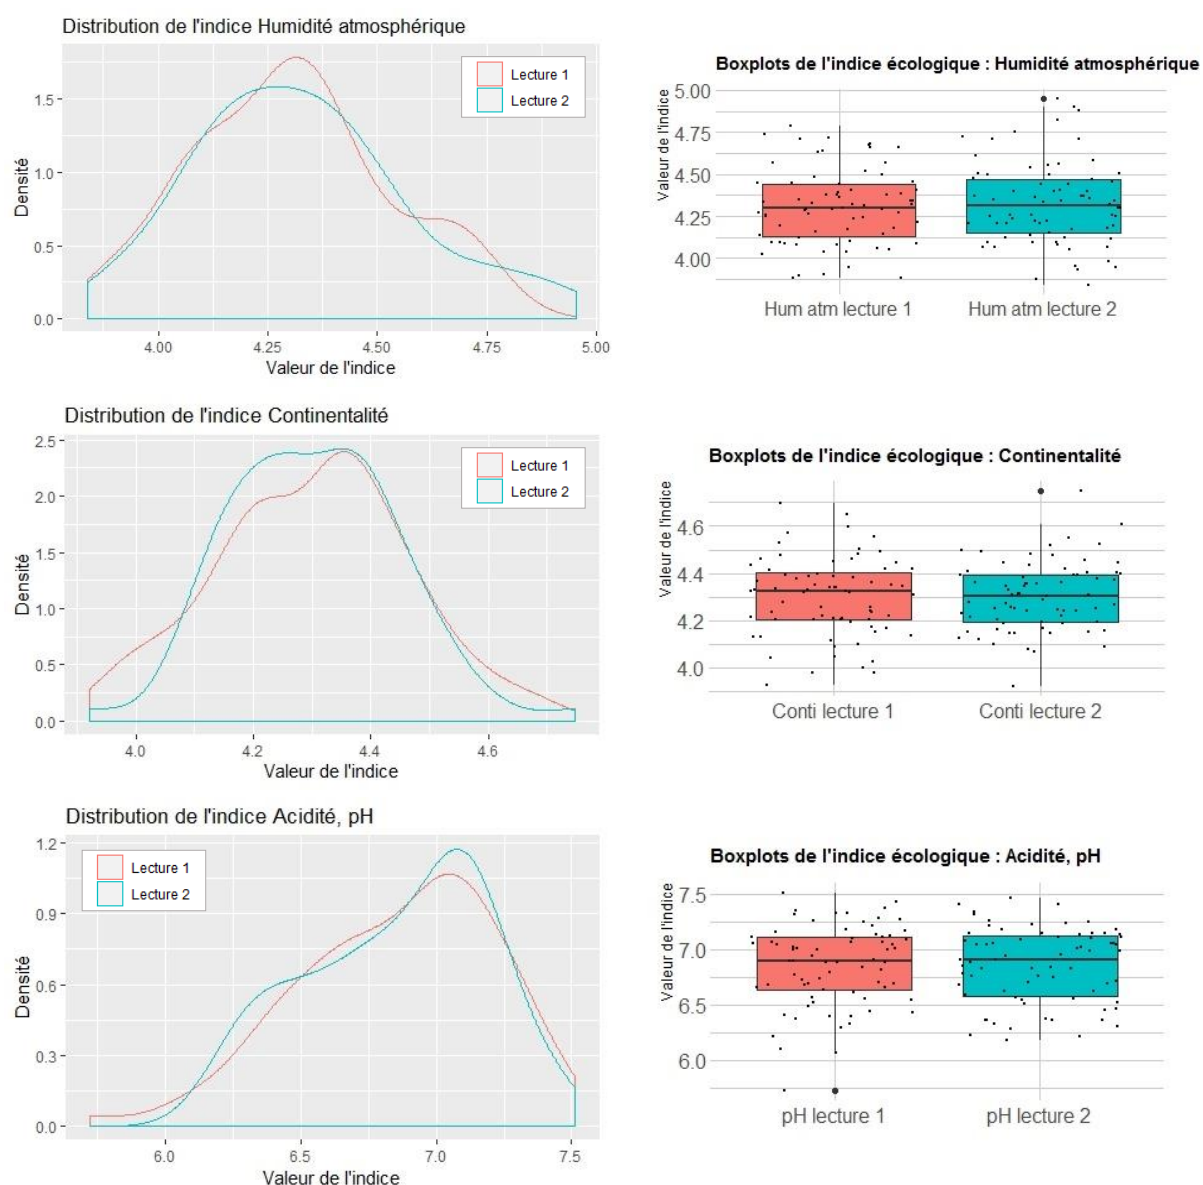 Distribution de l'indice Humidité atmosphérique
Densité
1.5
1.0
0.5
0.0
Lecture 1
Lecture 2
4.00 4.25 4.50 4.75 5.00
Valeur de l'indice
Boxplots de l'indice écologique : Humidité atmosphérique
Valeur de l'indice
5.00
4.75
4.50
4.25
4.00
Hum atm lecture 1 Hum atm lecture 2
Distribution de l'indice Continentalité
Densité
2.5
2.0
1.5
1.0
0.5
0.0
Lecture 1
Lecture 2
4.0 4.2 4.4 4.6
Valeur de l'indice
Boxplots de l'indice écologique : Continentalité
Valeur de l'indice
4.6
4.4
4.2
4.0
Conti lecture 1 Conti lecture 2
Distribution de l'indice Acidité, pH
Densité
1.2
0.9
0.6
0.3
0.0
Lecture 1
Lecture 2
6.0 6.5 7.0 7.5
Valeur de l'indice
Boxplots de l'indice écologique : Acidité, pH
Valeur de l'indice
7.5
7.0
6.5
6.0
pH lecture 1 pH lecture 2